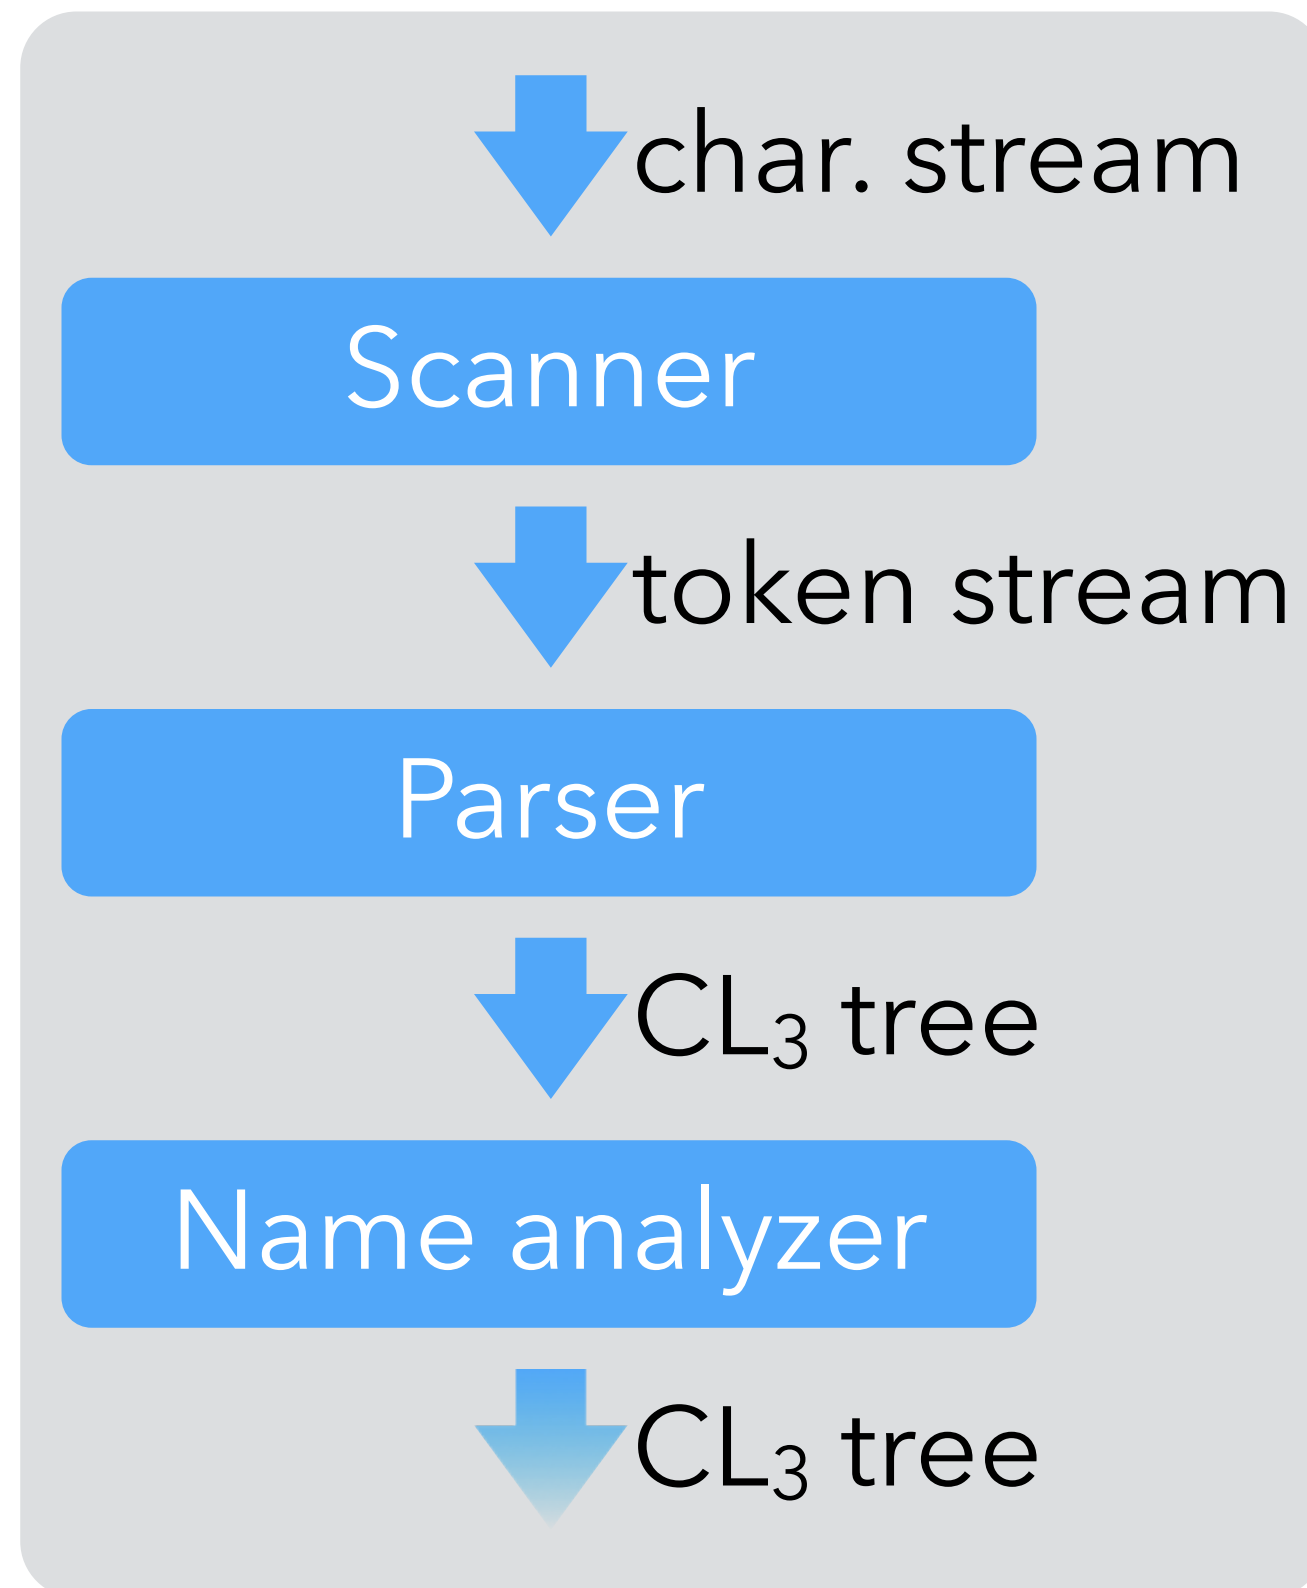 char. stream
Scanner
token stream
Parser
CL₃ tree
Name analyzer
CL₃ tree